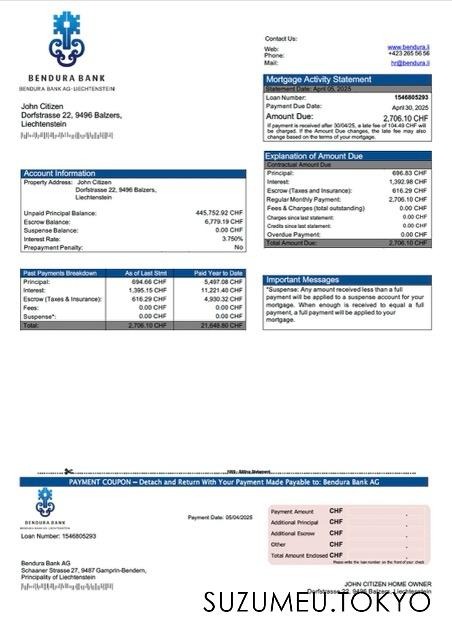 BENDURA BANK
BENDURA BANK AG-LIECHTENSTEIN
John Citizen
Dorfstrasse 22, 9496 Balzers,
Liechtenstein
Contact Us:
Web: www.bendura.li
Phone: +423 265 56 56
Mail: hr@bendura.li
Mortgage Activity Statement
Statement Date: April 05, 2025
Loan Number: 1546805293
Payment Due Date: April 30, 2025
Amount Due: 2,706.10 CHF
If payment is received after 30/04/25, a late fee of 104.49 CHF will
be charged. If the Amount Due changes, the late fee may also
change based on the terms of your mortgage.
Account Information
Property Address: John Citizen
Dorfstrasse 22, 9496 Balzers,
Liechtenstein
Unpaid Principal Balance: 445,752.92 CHF
Escrow Balance: 6,779.19 CHF
Suspense Balance: 0.00 CHF
Interest Rate: 3.750%
Prepayment Penalty: No
Explanation of Amount Due
Contractual Amount Due
Principal: 696.83 CHF
Interest: 1,392.98 CHF
Escrow (Taxes and Insurance): 616.29 CHF
Regular Monthly Payment: 2,706.10 CHF
Fees & Charges (total outstanding) 0.00 CHF
Charges since last statement: 0.00 CHF
Credits since last statement: 0.00 CHF
Overdue Payment: 0.00 CHF
Total Amount Due: 2,706.10 CHF
Past Payments Breakdown As of Last Stmt Paid Year to Date
Principal: 694.66 CHF 5,497.08 CHF
Interest: 1,395.15 CHF 11,221.40 CHF
Escrow (Taxes & Insurance): 616.29 CHF 4,930.32 CHF
Fees: 0.00 CHF 0.00 CHF
Suspense*: 0.00 CHF 0.00 CHF
Total: 2,706.10 CHF 21,648.80 CHF
Important Messages
*Suspense: Any amount received less than a full
payment will be applied to a suspense account for your
mortgage. When enough is received to equal a full
payment, a full payment will be applied to your
mortgage.
PAYMENT COUPON – Detach and Return With Your Payment Made Payable to: Bendura Bank AG
BENDURA BANK
BENDURA BANK AG-LIECHTENSTEIN
Loan Number: 1546805293
Payment Date: 05/04/2025
Payment Amount CHF .
Additional Principal CHF .
Additional Escrow CHF .
Other CHF .
Total Amount Enclosed CHF .
Please write the loan number on the front of your check
Bendura Bank AG
Schaaner Strasse 27, 9487 Gamprin-Bendern,
Principality of Liechtenstein
JOHN CITIZEN HOME OWNER
Dorfstrasse 22, 9496 Balzers,
SUZUMEU.TOKYO